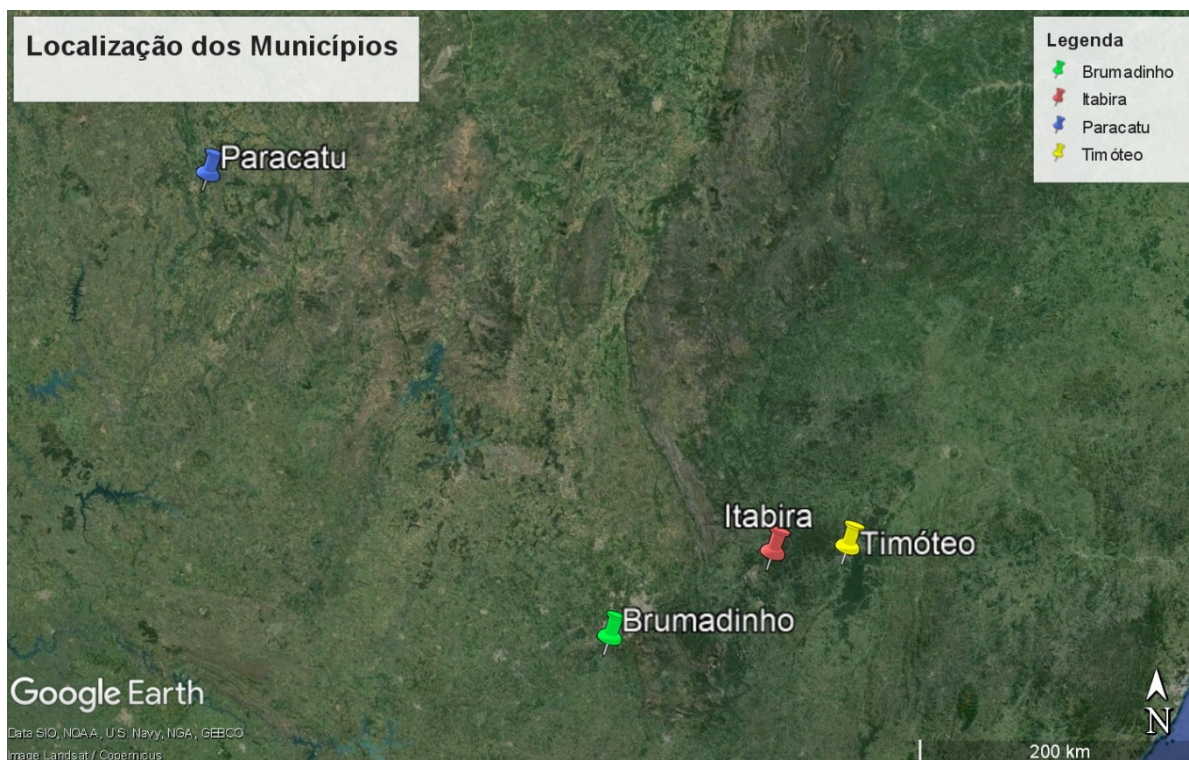 Localização dos Municípios
Legenda
Brumadinho
Itabira
Paracatu
Timóteo
Paracatu
Itabira
Timóteo
Brumadinho
Google Earth
Data SIO, NOAA, U.S. Navy, NGA, GEBCO
Image Landsat / Copernicus
N
200 km